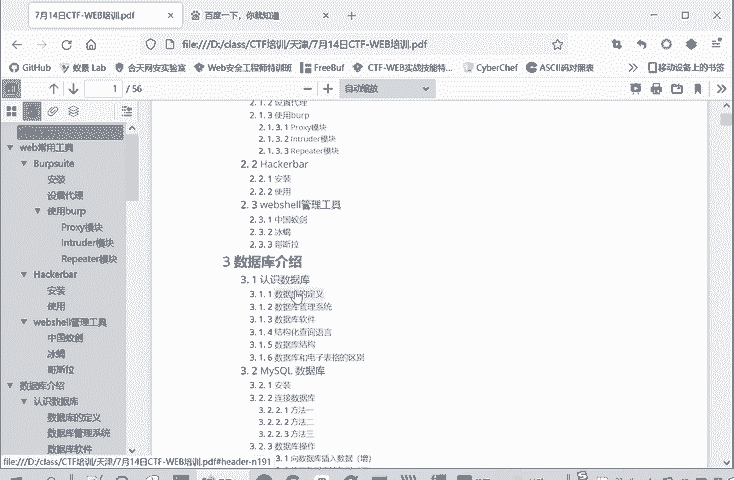 7月14日CTF-WEB培训.pdf
百度一下，你就知道
file:///D:/class/CTF培训/天津/7月14日CTF-WEB培训.pdf
GitHub 蚁景 Lab 合天网安实验室 Web安全工程师特训班 FreeBuf CTF-WEB实战技能特... CyberChef ASCII码对照表 移动设备上的书签
1 / 56
自动缩放
web常用工具
Burpsuite
安装
设置代理
使用burp
Proxy模块
Intruder模块
Repeater模块
Hackerbar
安装
使用
webshell管理工具
中国蚁剑
冰蝎
哥斯拉
数据库介绍
认识数据库
数据库的定义
数据库管理系统
数据库软件
2. 1. 2 设置代理
2. 1. 3 使用burp
2. 1. 3. 1 Proxy模块
2. 1. 3. 2 Intruder模块
2. 1. 3. 3 Repeater模块
2. 2 Hackerbar
2. 2. 1 安装
2. 2. 2 使用
2. 3 webshell管理工具
2. 3. 1 中国蚁剑
2. 3. 2 冰蝎
2. 3. 3 哥斯拉
3 数据库介绍
3. 1 认识数据库
3. 1. 1 数据库的定义
3. 1. 2 数据库管理系统
3. 1. 3 数据库软件
3. 1. 4 结构化查询语言
3. 1. 5 数据库结构
3. 1. 6 数据库和电子表格的区别
3. 2 MySQL 数据库
3. 2. 1 安装
3. 2. 2 连接数据库
3. 2. 2. 1 方法一
3. 2. 2. 2 方法二
3. 2. 2. 3 方法三
3. 2. 3 数据库操作
3. 1 向数据库插入数据（增）
file:///D:/class/CTF培训/天津/7月14日CTF-WEB培训.pdf#header-n191